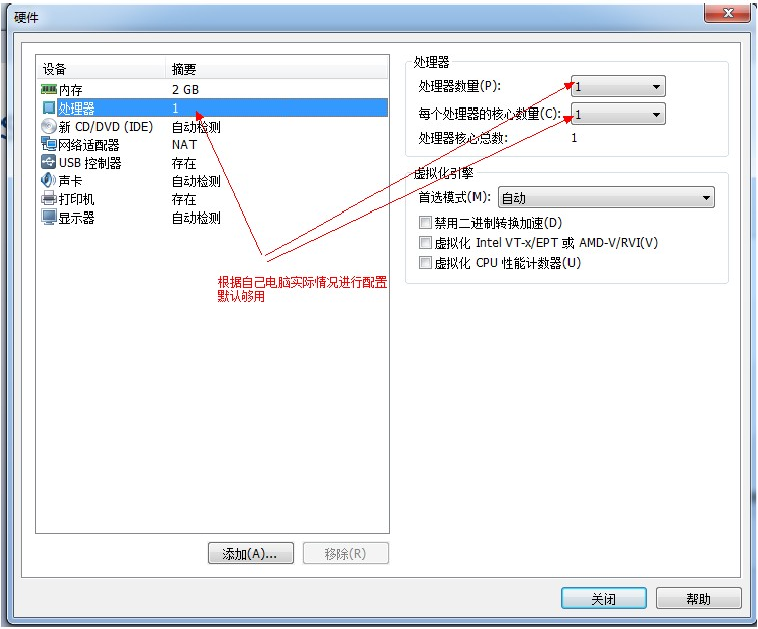 硬件
设备 摘要
内存 2 GB
处理器 1
新 CD/DVD (IDE) 自动检测
网络适配器 NAT
USB 控制器 存在
声卡 自动检测
打印机 存在
显示器 自动检测
根据自己电脑实际情况进行配置
默认够用
添加(A)... 移除(R)
处理器
处理器数量(P): 1
每个处理器的核心数量(C): 1
处理器核心总数: 1
虚拟化引擎
首选模式(M): 自动
禁用二进制转换加速(D)
虚拟化 Intel VT-x/EPT 或 AMD-V/RVI(V)
虚拟化 CPU 性能计数器(U)
关闭 帮助